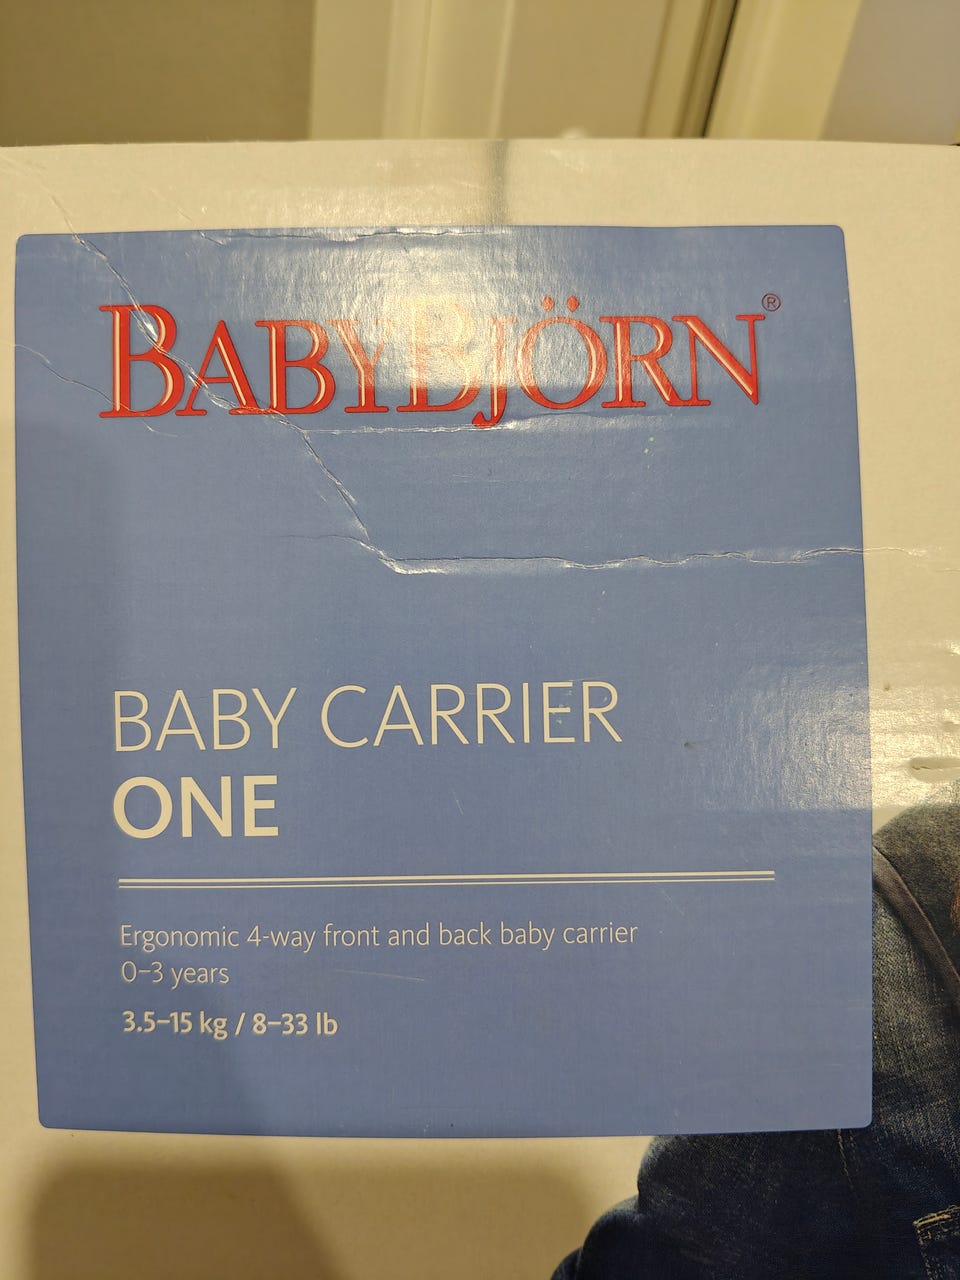 BABYBJÖRN®
BABY CARRIER
ONE
Ergonomic 4-way front and back baby carrier
0–3 years
3.5–15 kg / 8–33 lb